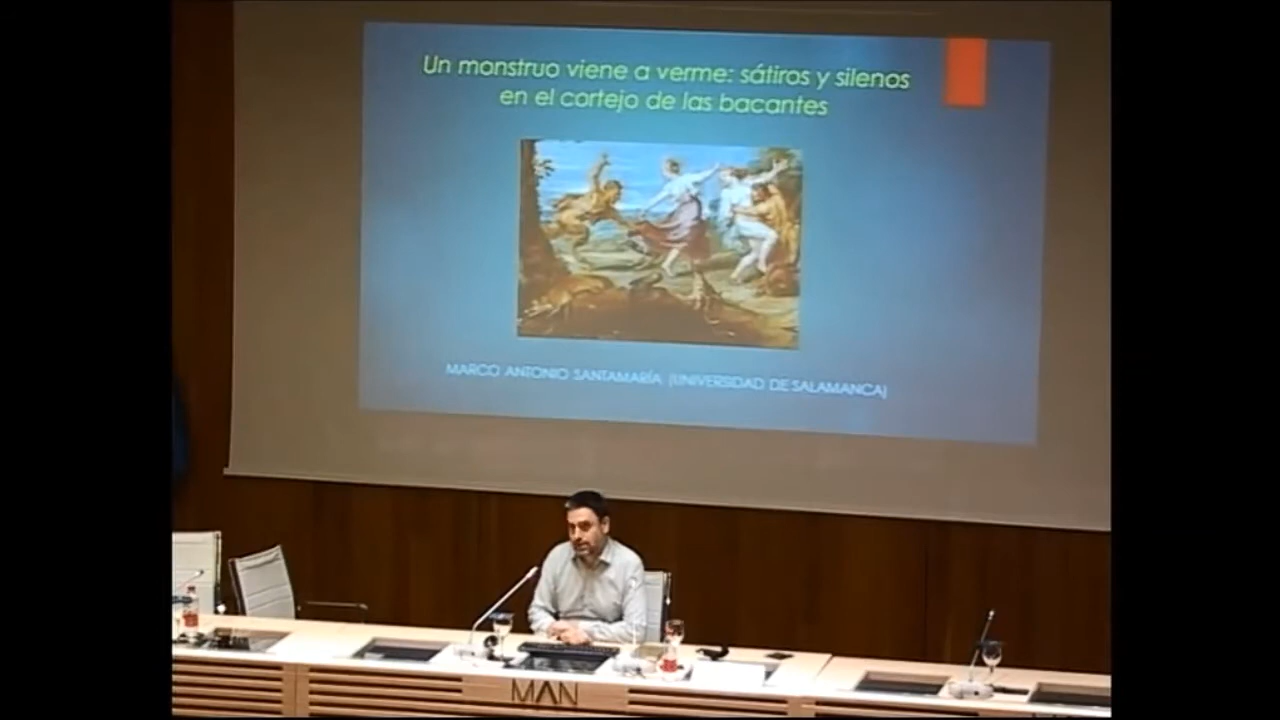 Un monstruo viene a verme: sátiros y silenos
en el cortejo de las bacantes
MARCO ANTONIO SANTAMARÍA (UNIVERSIDAD DE SALAMANCA)
MAN